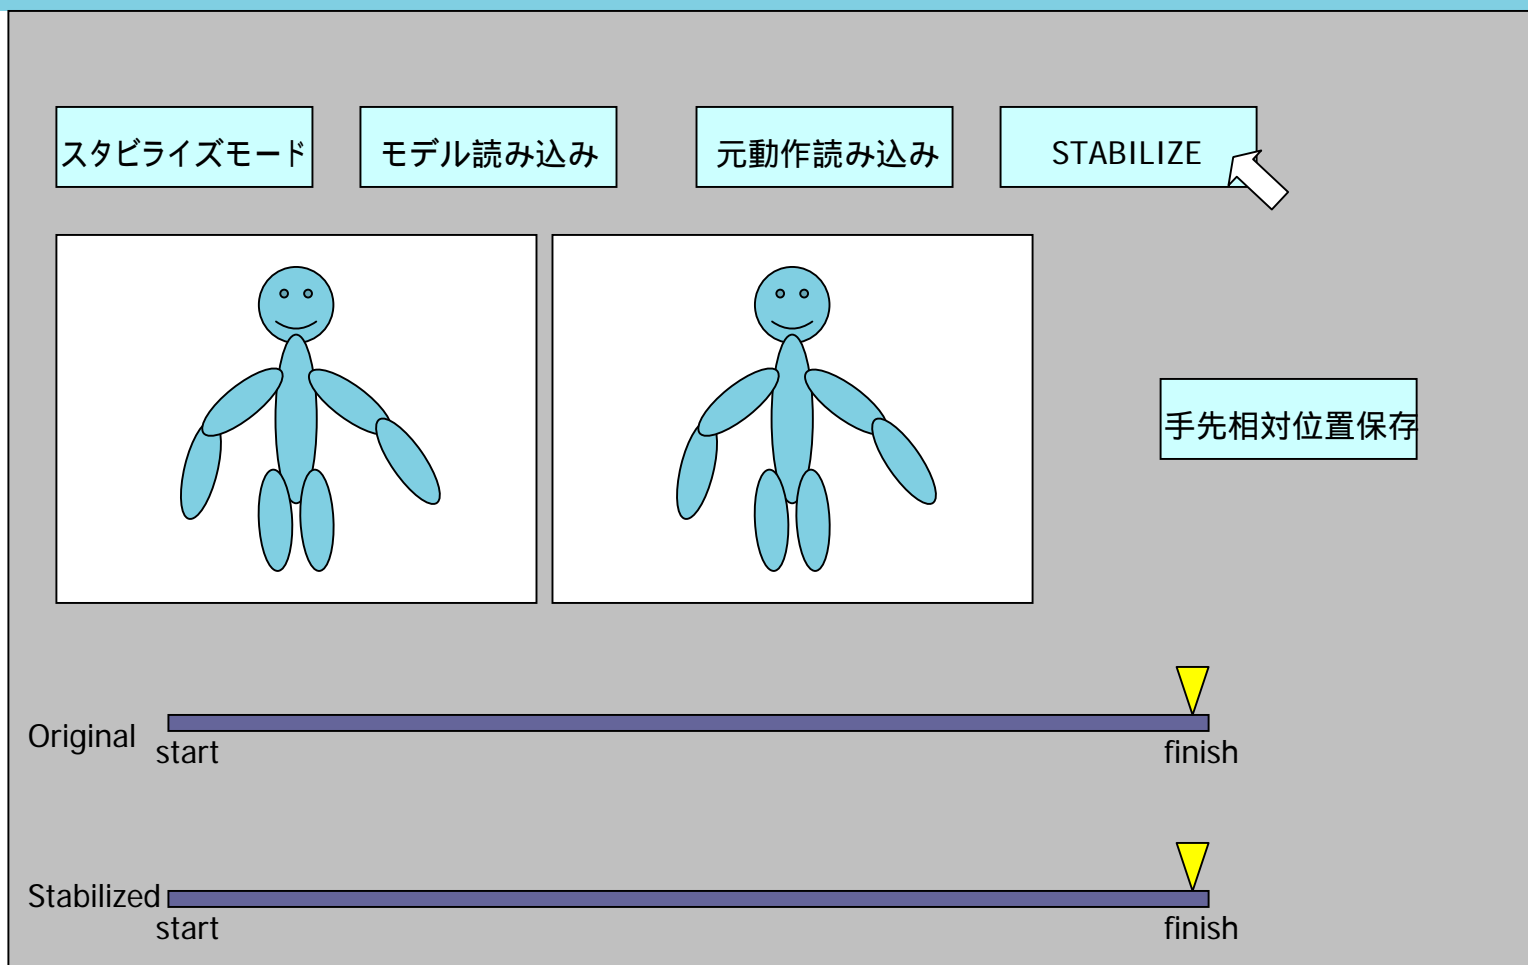 スタビライズモード
モデル読み込み
元動作読み込み
STABILIZE
手先相対位置保存
Original
start
finish
Stabilized
start
finish